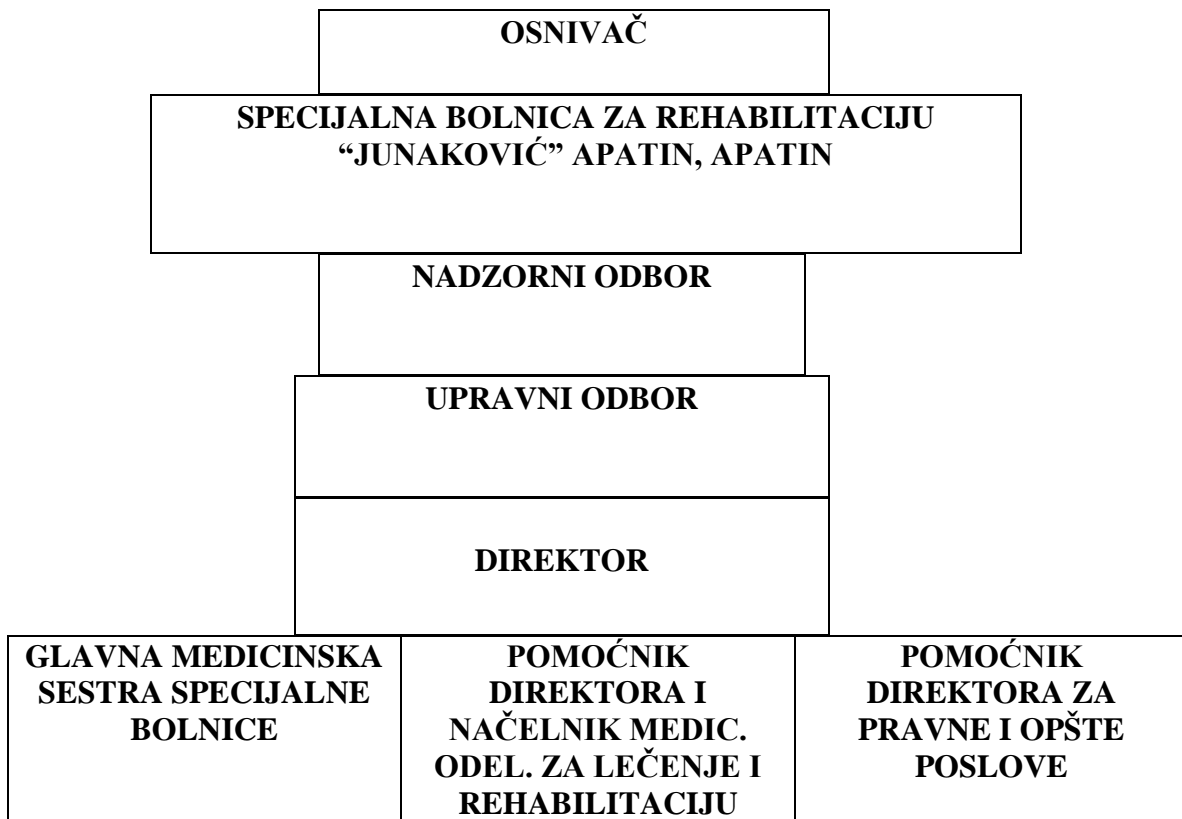 OSNIVAČ
SPECIJALNA BOLNICA ZA REHABILITACIJU
“JUNAKOVIĆ” APATIN, APATIN
NADZORNI ODBOR
UPRAVNI ODBOR
DIREKTOR
GLAVNA MEDICINSKA
SESTRA SPECIJALNE
BOLNICE
POMOĆNIK
DIREKTORA I
NAČELNIK MEDIC.
ODEL. ZA LEČENJE I
REHABILITACIJU
POMOĆNIK
DIREKTORA ZA
PRAVNE I OPŠTE
POSLOVE